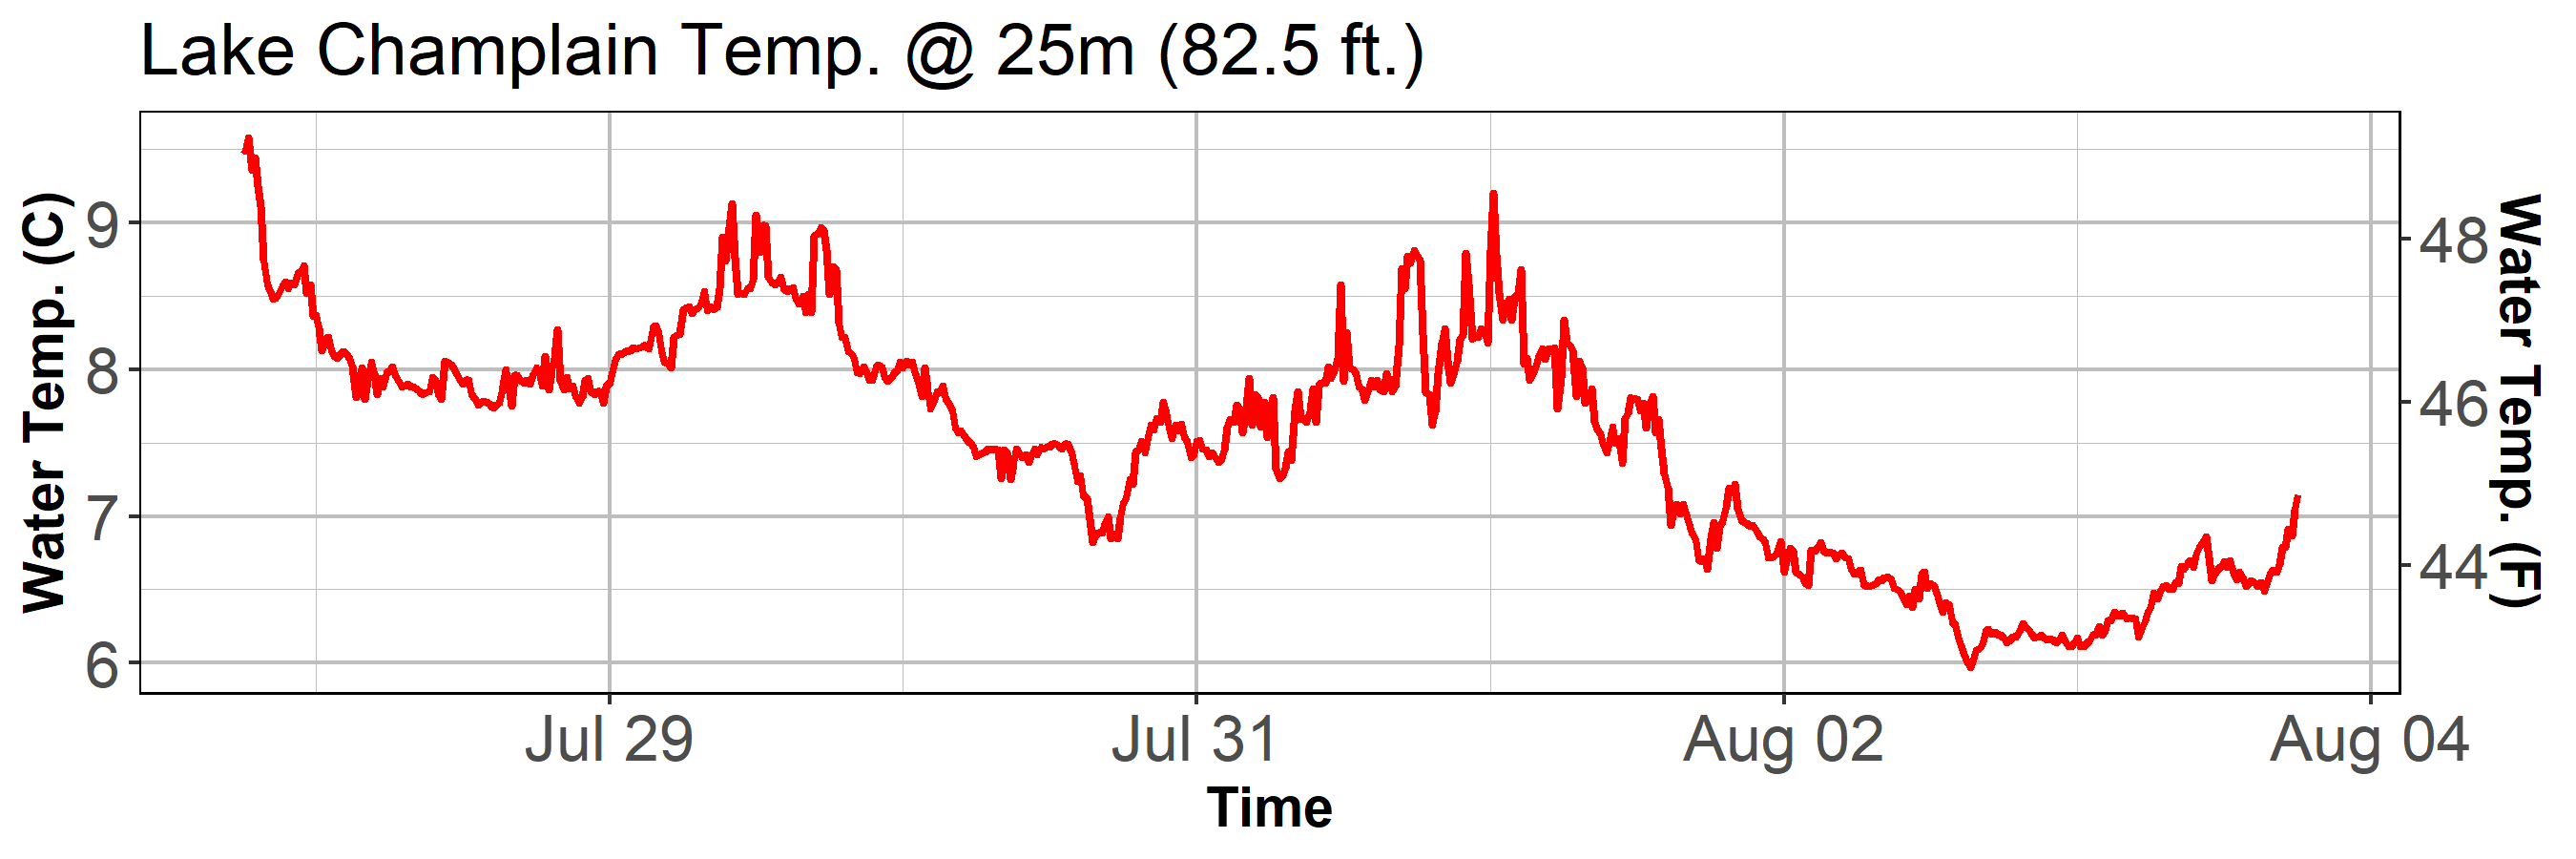 Lake Champlain Temp. @ 25m (82.5 ft.)
Water Temp. (C)
9
8
7
6
48
46
44
Water Temp. (F)
Jul 29
Jul 31
Aug 02
Aug 04
Time